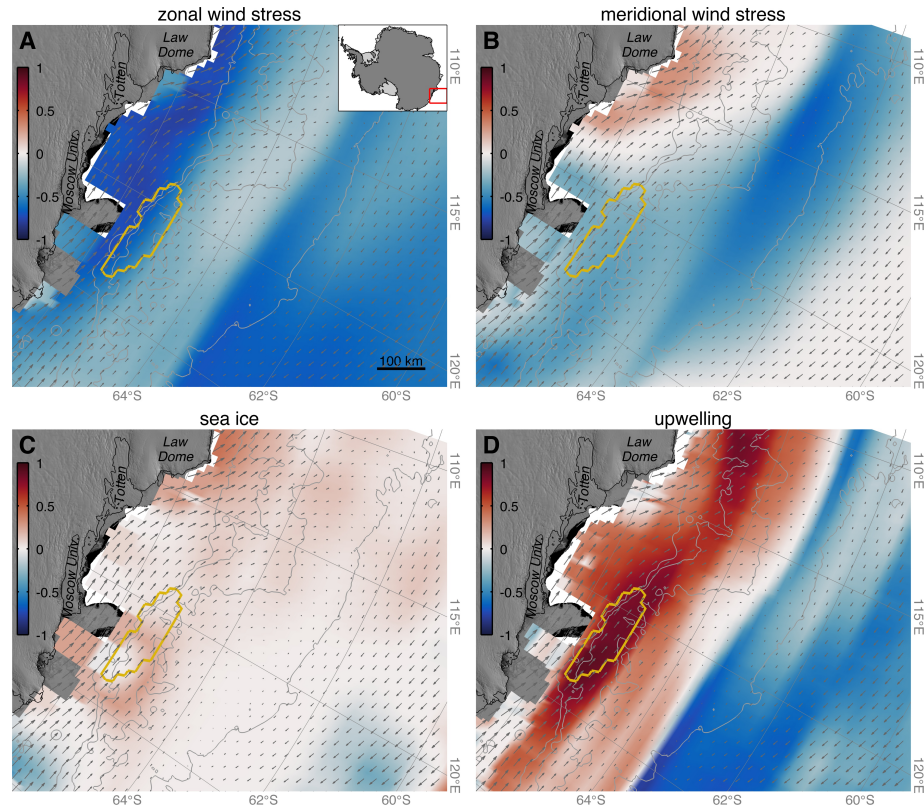 zonal wind stress
A
Law
Dome
Totten
Moscow Univ.
1
0.5
0
-0.5
-1
110°E
115°E
120°E
100 km
64°S
62°S
60°S
meridional wind stress
B
Law
Dome
Totten
Moscow Univ.
1
0.5
0
-0.5
-1
110°E
115°E
120°E
64°S
62°S
60°S
sea ice
C
Law
Dome
Totten
Moscow Univ.
1
0.5
0
-0.5
-1
110°E
115°E
120°E
64°S
62°S
60°S
upwelling
D
Law
Dome
Totten
Moscow Univ.
1
0.5
0
-0.5
-1
110°E
115°E
120°E
64°S
62°S
60°S